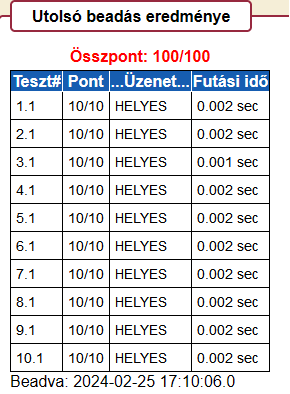 Utolsó beadás eredménye
Összpont: 100/100
Teszt# Pont ...Üzenet... Futási idő
1.1 10/10 HELYES 0.002 sec
2.1 10/10 HELYES 0.002 sec
3.1 10/10 HELYES 0.001 sec
4.1 10/10 HELYES 0.002 sec
5.1 10/10 HELYES 0.002 sec
6.1 10/10 HELYES 0.002 sec
7.1 10/10 HELYES 0.002 sec
8.1 10/10 HELYES 0.002 sec
9.1 10/10 HELYES 0.002 sec
10.1 10/10 HELYES 0.002 sec
Beadva: 2024-02-25 17:10:06.0